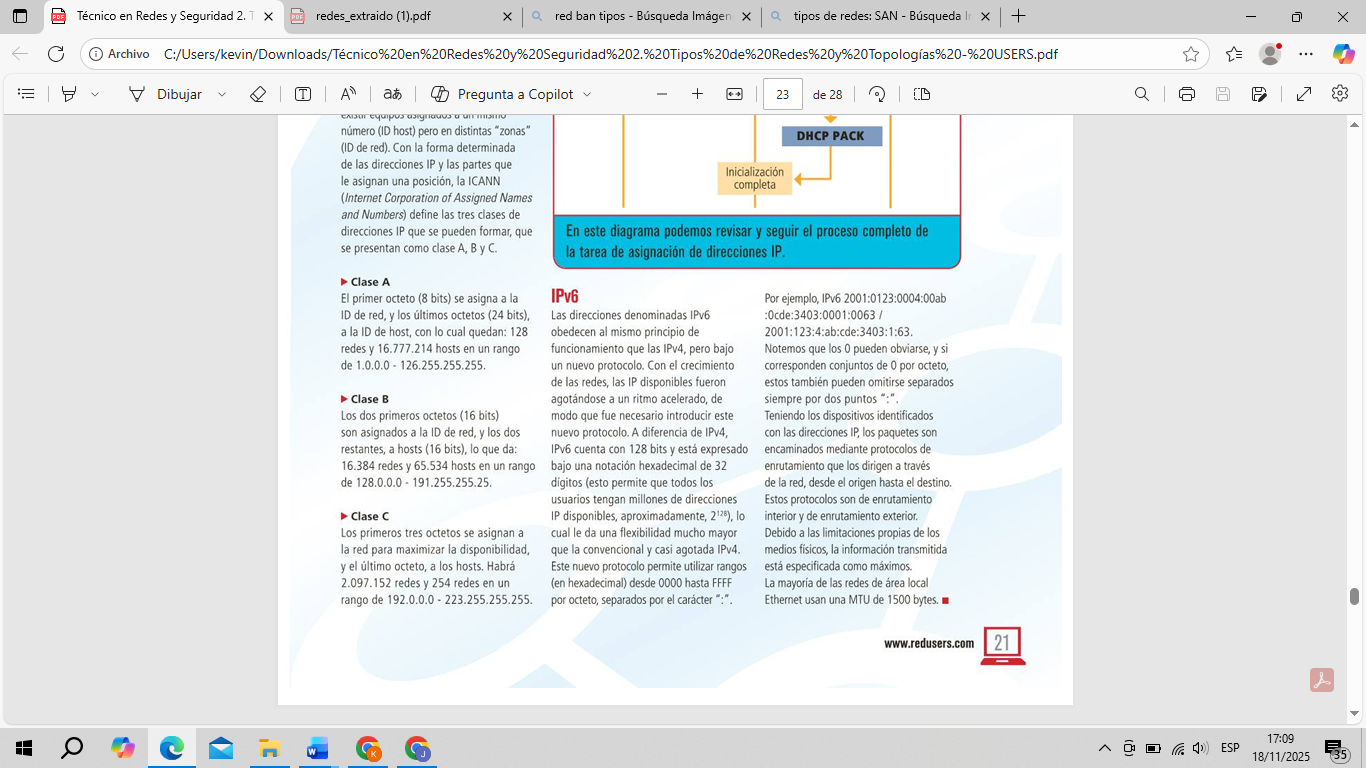 Técnico en Redes y Seguridad 2. T
redes_extraido (1).pdf
red ban tipos - Búsqueda Imágen
tipos de redes: SAN - Búsqueda I
Archivo
C:/Users/kevin/Downloads/Técnico%20en%20Redes%20y%20Seguridad%202.%20Tipos%20de%20Redes%20y%20Topologías%20-%20USERS.pdf
Dibujar
Pregunta a Copilot
23
de 28
existir equipos asignados a un mismo
número (ID host) pero en distintas “zonas”
(ID de red). Con la forma determinada
de las direcciones IP y las partes que
le asignan una posición, la ICANN
(Internet Corporation of Assigned Names
and Numbers) define las tres clases de
direcciones IP que se pueden formar, que
se presentan como clase A, B y C.
Clase A
El primer octeto (8 bits) se asigna a la
ID de red, y los últimos octetos (24 bits),
a la ID de host, con lo cual quedan: 128
redes y 16.777.214 hosts en un rango
de 1.0.0.0 - 126.255.255.255.
Clase B
Los dos primeros octetos (16 bits)
son asignados a la ID de red, y los dos
restantes, a hosts (16 bits), lo que da:
16.384 redes y 65.534 hosts en un rango
de 128.0.0.0 - 191.255.255.25.
Clase C
Los primeros tres octetos se asignan a
la red para maximizar la disponibilidad,
y el último octeto, a los hosts. Habrá
2.097.152 redes y 254 redes en un
rango de 192.0.0.0 - 223.255.255.255.
DHCP PACK
Inicialización
completa
En este diagrama podemos revisar y seguir el proceso completo de
la tarea de asignación de direcciones IP.
IPv6
Las direcciones denominadas IPv6
obedecen al mismo principio de
funcionamiento que las IPv4, pero bajo
un nuevo protocolo. Con el crecimiento
de las redes, las IP disponibles fueron
agotándose a un ritmo acelerado, de
modo que fue necesario introducir este
nuevo protocolo. A diferencia de IPv4,
IPv6 cuenta con 128 bits y está expresado
bajo una notación hexadecimal de 32
dígitos (esto permite que todos los
usuarios tengan millones de direcciones
IP disponibles, aproximadamente, 2¹²⁸), lo
cual le da una flexibilidad mucho mayor
que la convencional y casi agotada IPv4.
Este nuevo protocolo permite utilizar rangos
(en hexadecimal) desde 0000 hasta FFFF
por octeto, separados por el carácter “:”.
Por ejemplo, IPv6 2001:0123:0004:00ab
:0cde:3403:0001:0063 /
2001:123:4:ab:cde:3403:1:63.
Notemos que los 0 pueden obviarse, y si
corresponden conjuntos de 0 por octeto,
estos también pueden omitirse separados
siempre por dos puntos “:”.
Teniendo los dispositivos identificados
con las direcciones IP, los paquetes son
encaminados mediante protocolos de
enrutamiento que los dirigen a través
de la red, desde el origen hasta el destino.
Estos protocolos son de enrutamiento
interior y de enrutamiento exterior.
Debido a las limitaciones propias de los
medios físicos, la información transmitida
está especificada como máximos.
La mayoría de las redes de área local
Ethernet usan una MTU de 1500 bytes.
www.redusers.com
21
ESP
17:09
18/11/2025
35